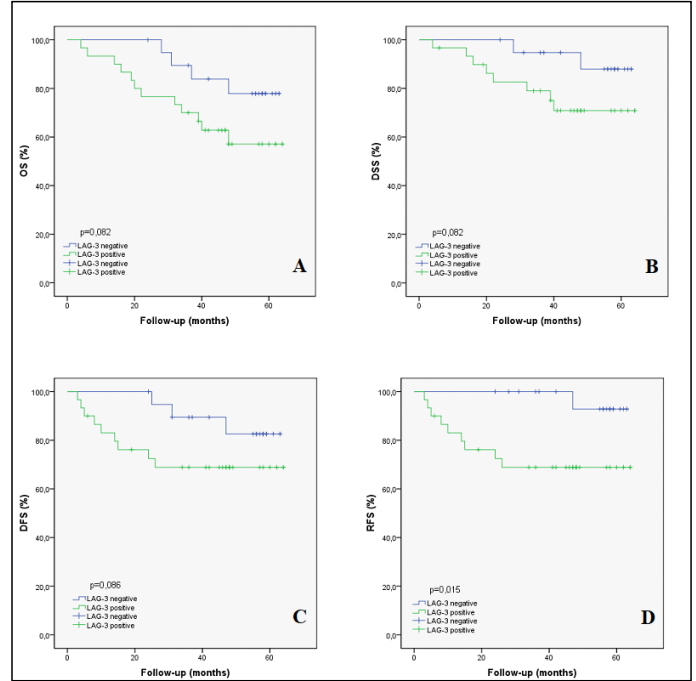 100,0
80,0
60,0
40,0
20,0
0,0
OS (%)
p=0,082
LAG-3 negative
LAG-3 positive
LAG-3 negative
LAG-3 positive
A
0 20 40 60
Follow-up (months)
100,0
80,0
60,0
40,0
20,0
0,0
DSS (%)
p=0,082
LAG-3 negative
LAG-3 positive
LAG-3 negative
LAG-3 positive
B
0 20 40 60
Follow-up (months)
100,0
80,0
60,0
40,0
20,0
0,0
DFS (%)
p=0,086
LAG-3 negative
LAG-3 positive
LAG-3 negative
LAG-3 positive
C
0 20 40 60
Follow-up (months)
100,0
80,0
60,0
40,0
20,0
0,0
RFS (%)
p=0,015
LAG-3 negative
LAG-3 positive
LAG-3 negative
LAG-3 positive
D
0 20 40 60
Follow-up (months)